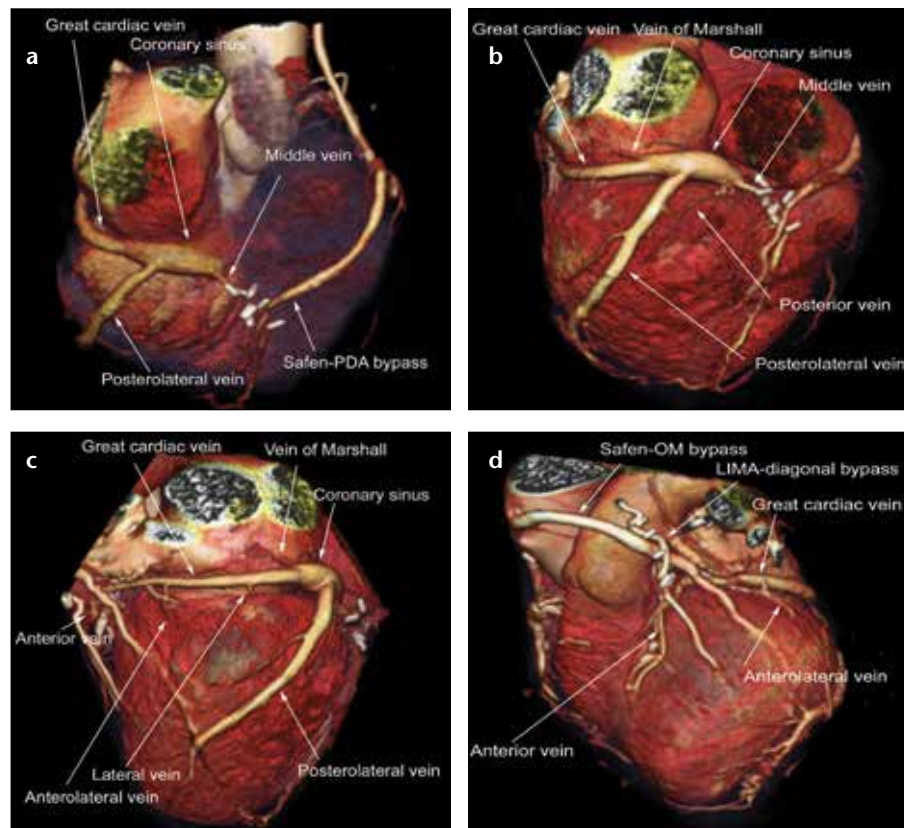 Great cardiac vein
a
Coronary sinus
Middle vein
Safen-PDA bypass
Posterolateral vein
Great cardiac vein
Vain of Marshall
b
Coronary sinus
Middle vein
Posterior vein
Posterolateral vein
Great cardiac vein
c
Vein of Marshall
Coronary sinus
Anterior vain
Lateral vein
Posterolateral vein
Anterolateral vein
Safen-OM bypass
d
LIMA-diagonal bypass
Great cardiac vein
Anterolateral vein
Anterior vein